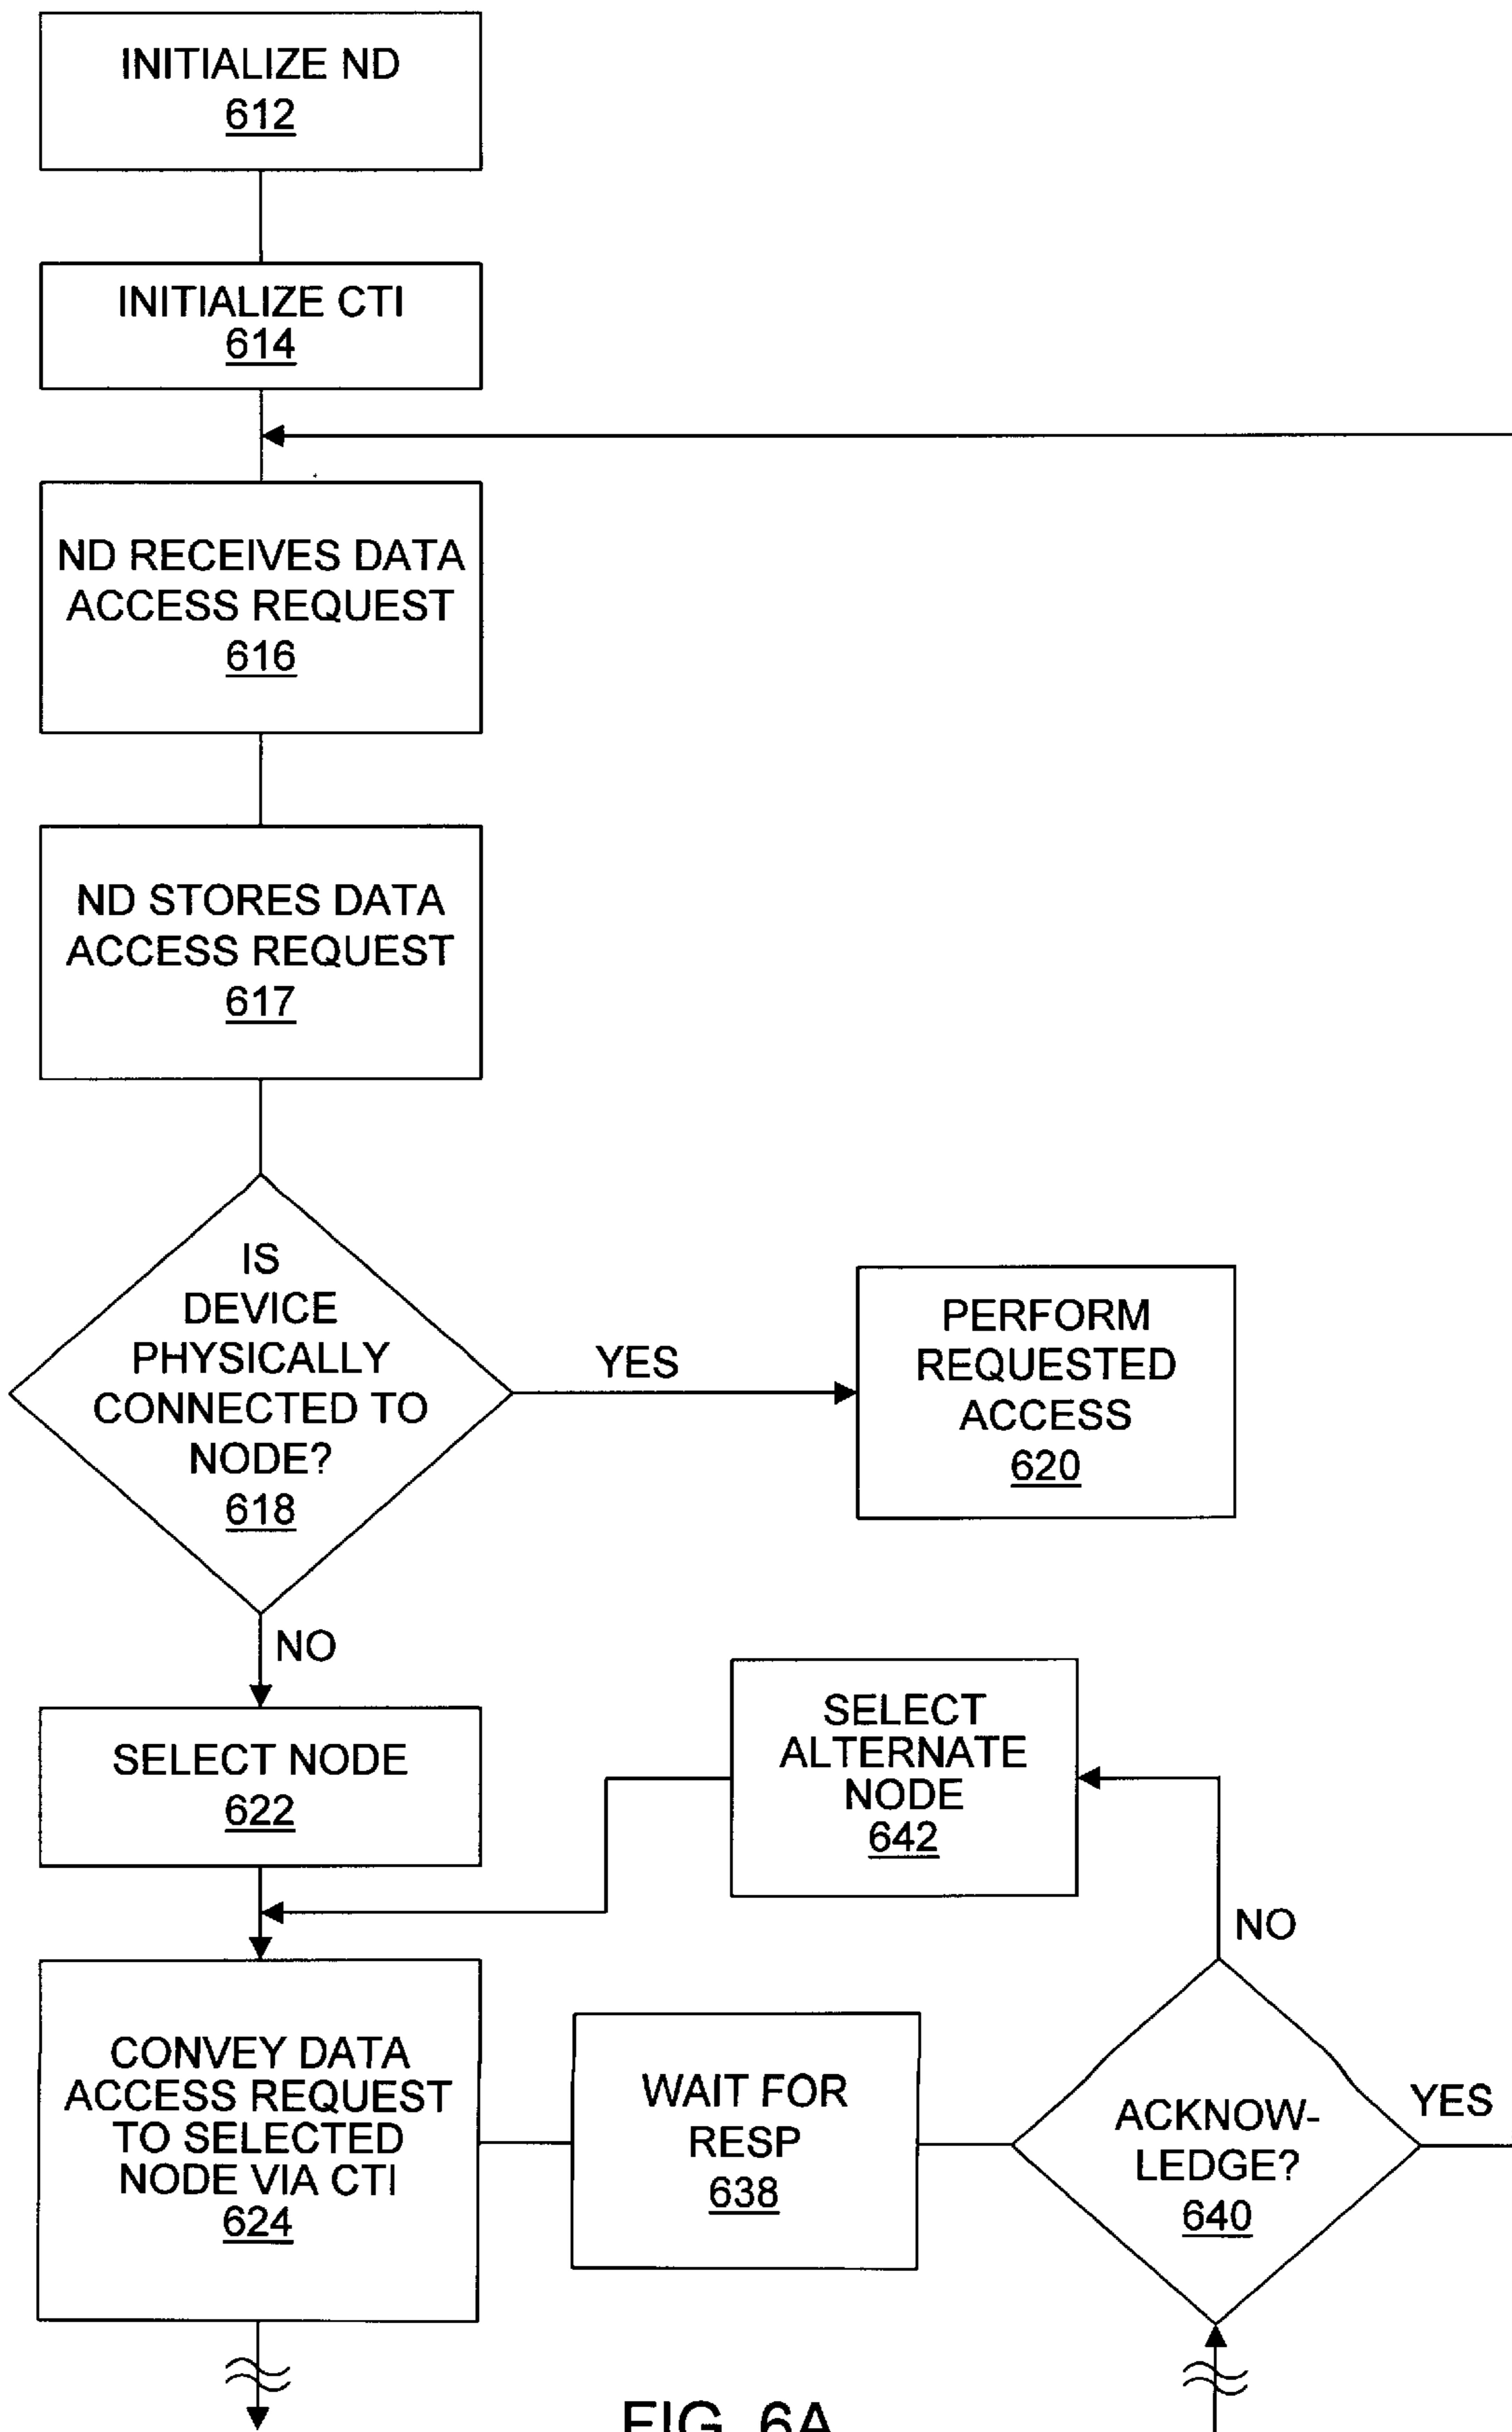 INITIALIZE ND
612
INITIALIZE CTI
614
ND RECEIVES DATA
ACCESS REQUEST
616
ND STORES DATA
ACCESS REQUEST
617
IS
DEVICE
PHYSICALLY
CONNECTED TO
NODE?
618
YES
PERFORM
REQUESTED
ACCESS
620
NO
SELECT NODE
622
SELECT
ALTERNATE
NODE
642
NO
CONVEY DATA
ACCESS REQUEST
TO SELECTED
NODE VIA CTI
624
WAIT FOR
RESP
638
ACKNOW-
LEDGE?
640
YES
FIG. 6A